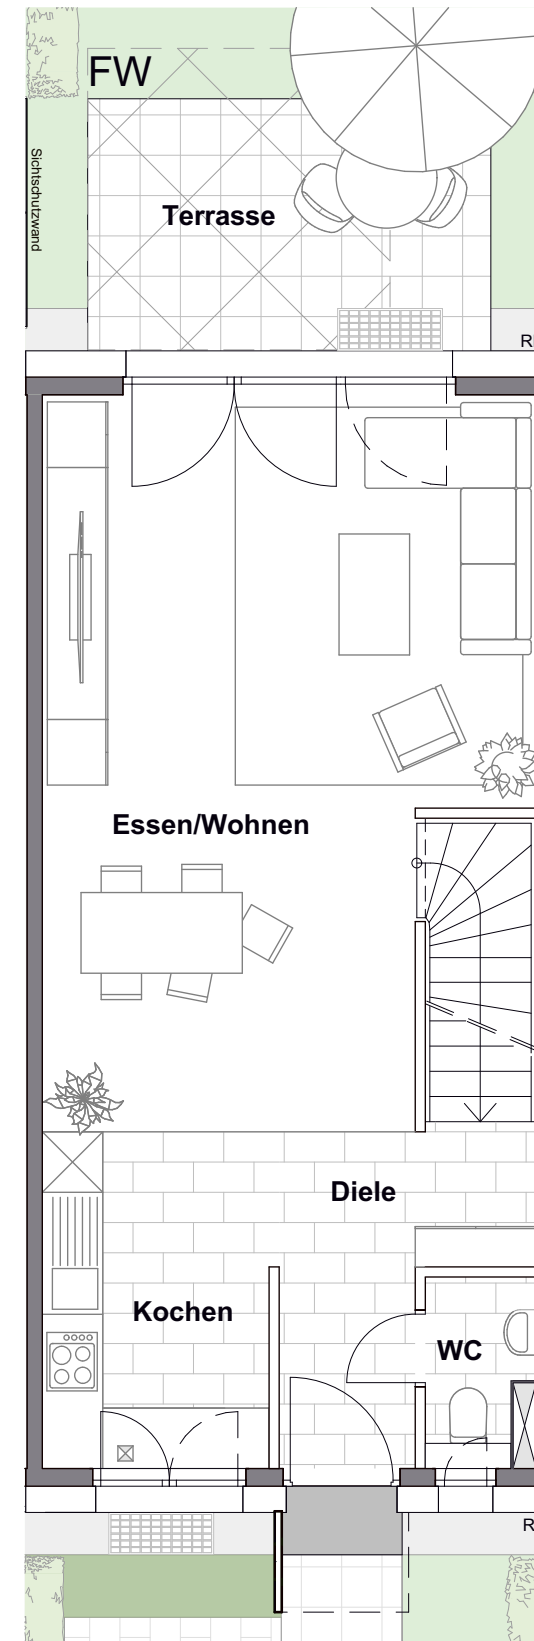 FW
Sichtschutzwand
Terrasse
Essen/Wohnen
Diele
Kochen
WC